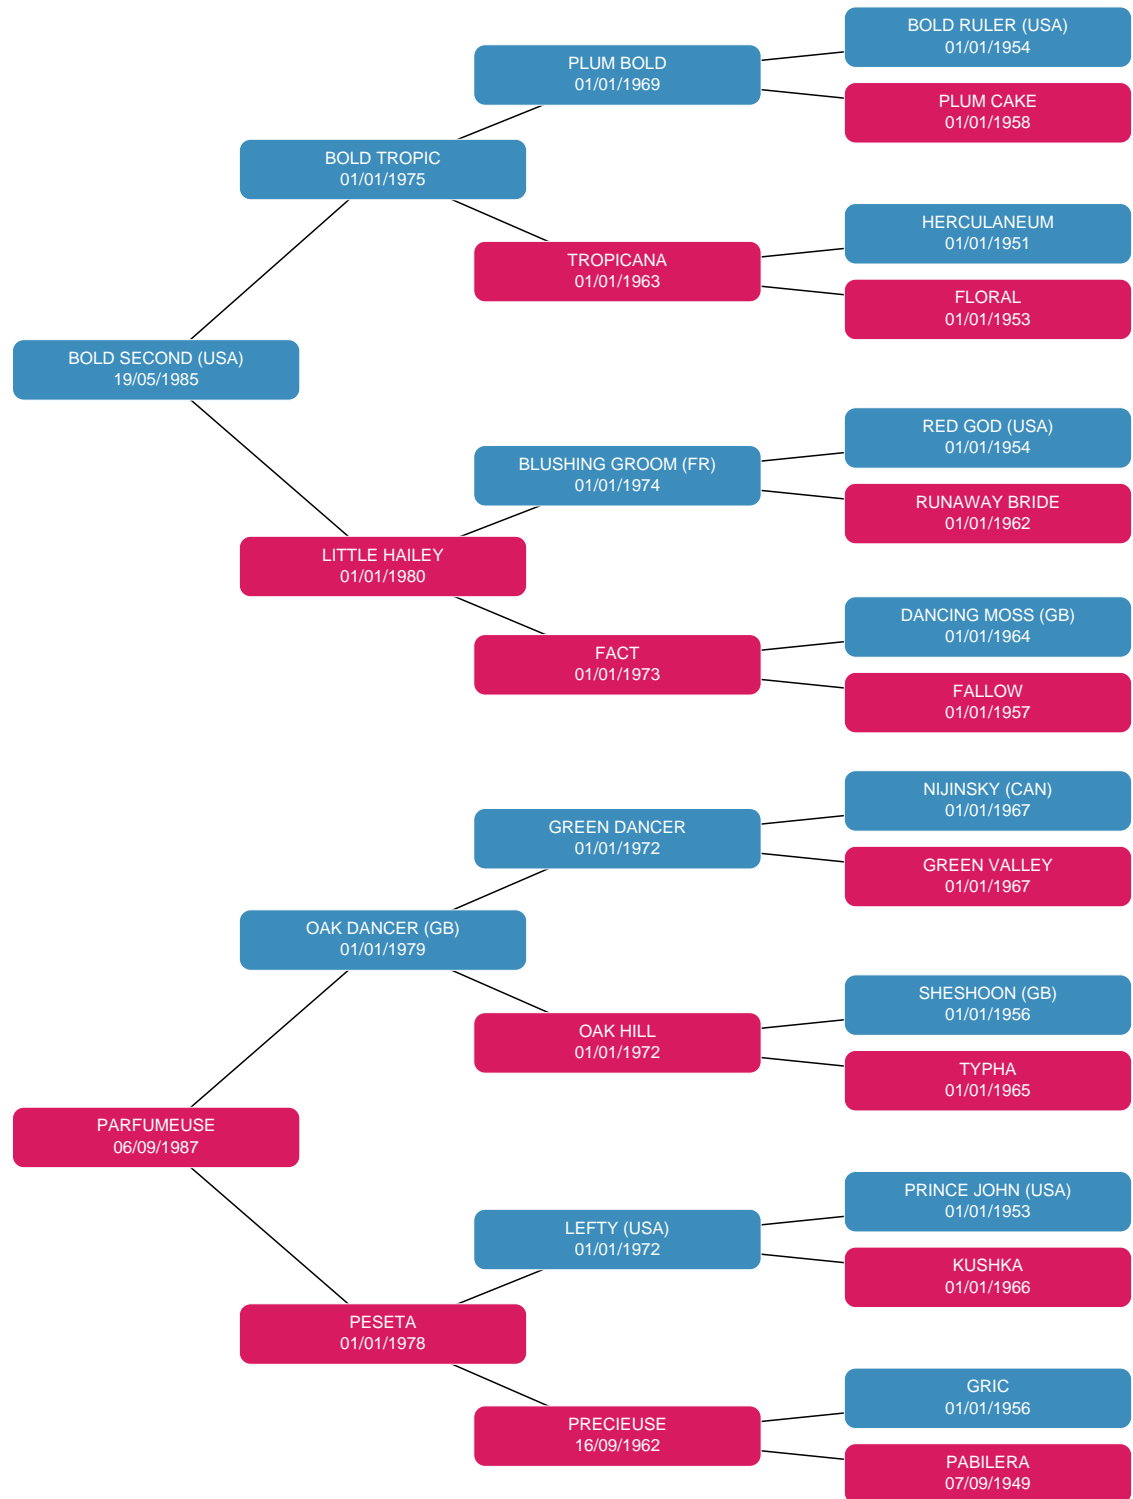 BOLD RULER (USA)
01/01/1954
PLUM BOLD
01/01/1969
PLUM CAKE
01/01/1958
BOLD TROPIC
01/01/1975
HERCULANEUM
01/01/1951
TROPICANA
01/01/1963
FLORAL
01/01/1953
BOLD SECOND (USA)
19/05/1985
RED GOD (USA)
01/01/1954
BLUSHING GROOM (FR)
01/01/1974
RUNAWAY BRIDE
01/01/1962
LITTLE HAILEY
01/01/1980
DANCING MOSS (GB)
01/01/1964
FACT
01/01/1973
FALLOW
01/01/1957
NIJINSKY (CAN)
01/01/1967
GREEN DANCER
01/01/1972
GREEN VALLEY
01/01/1967
OAK DANCER (GB)
01/01/1979
SHESHOON (GB)
01/01/1956
OAK HILL
01/01/1972
TYPHA
01/01/1965
PARFUMEUSE
06/09/1987
PRINCE JOHN (USA)
01/01/1953
LEFTY (USA)
01/01/1972
KUSHKA
01/01/1966
PESETA
01/01/1978
GRIC
01/01/1956
PRECIEUSE
16/09/1962
PABILERA
07/09/1949